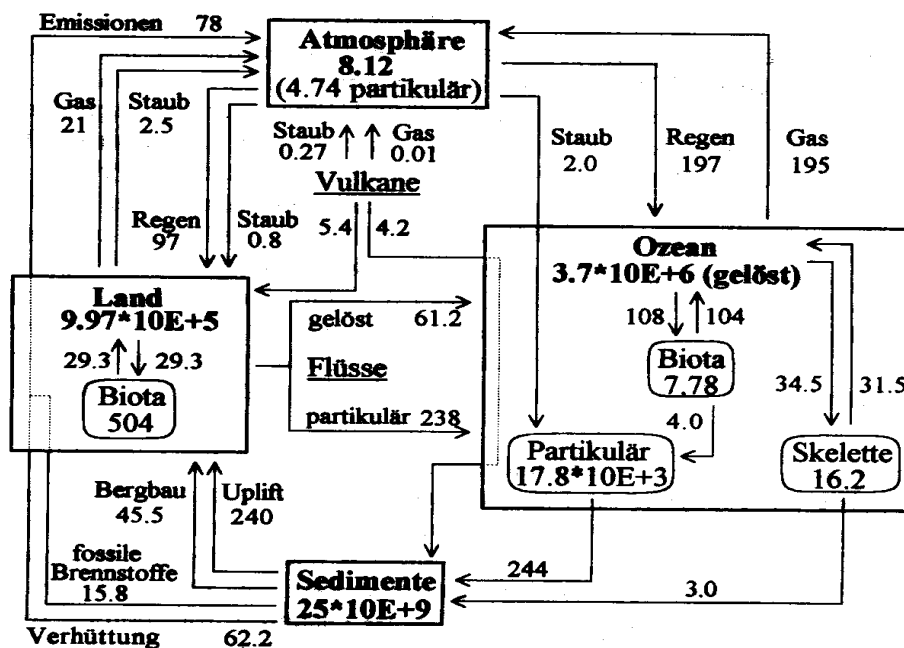 Emissionen 78
Atmosphäre
8.12
(4.74 partikulär)
Gas
21
Staub
2.5
Staub
0.27
Gas
0.01
Vulkane
5.4
4.2
Staub
2.0
Regen
197
Gas
195
Regen
97
Staub
0.8
Land
9.97*10E+5
29.3
29.3
Biota
504
gelöst 61.2
Flüsse
partikulär 238
Ozean
3.7*10E+6 (gelöst)
108
104
Biota
7.78
4.0
34.5
31.5
Partikulär
17.8*10E+3
Skelette
16.2
Bergbau
45.5
Uplift
240
fossile
Brennstoffe
15.8
Sedimente
25*10E+9
244
3.0
Verhüttung 62.2